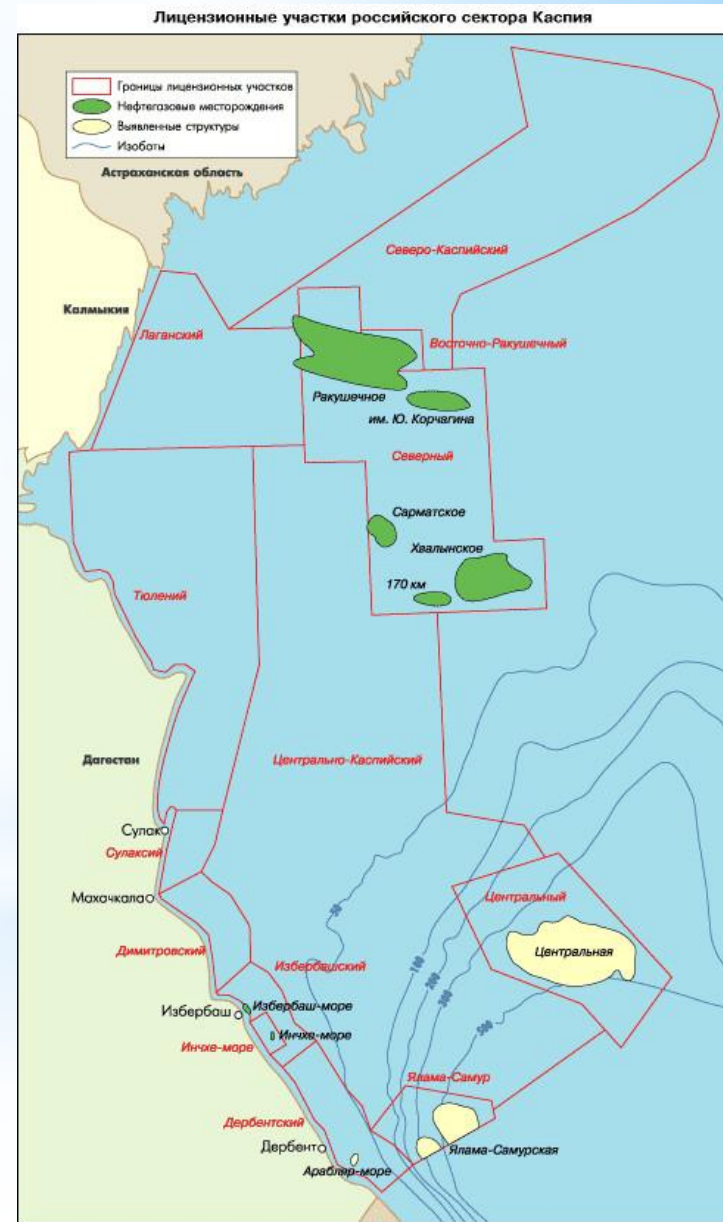 Лицензионные участки российского сектора Каспия
Границы лицензионных участков
Нефтегазовые месторождения
Выявленные структуры
Изобаты
Астраханская область
Северо-Каспийский
Калмыкия
Лаганский
Восточно-Ракушечный
Ракушечное
им. Ю. Корчагина
Северный
Сарматское
Хвалынское
170 км
Тюлений
Дагестан
Центрально-Каспийский
Сулак
Сулаксий
Махачкала
Центральный
50
100
200
300
500
Центральная
Димитровский
Избербашский
Избербаш-море
Избербаш
Инчхе-море
Инчхе-море
Ялама-Самур
Дербентский
Дербент
Ялама-Самурская
Арабляр-море